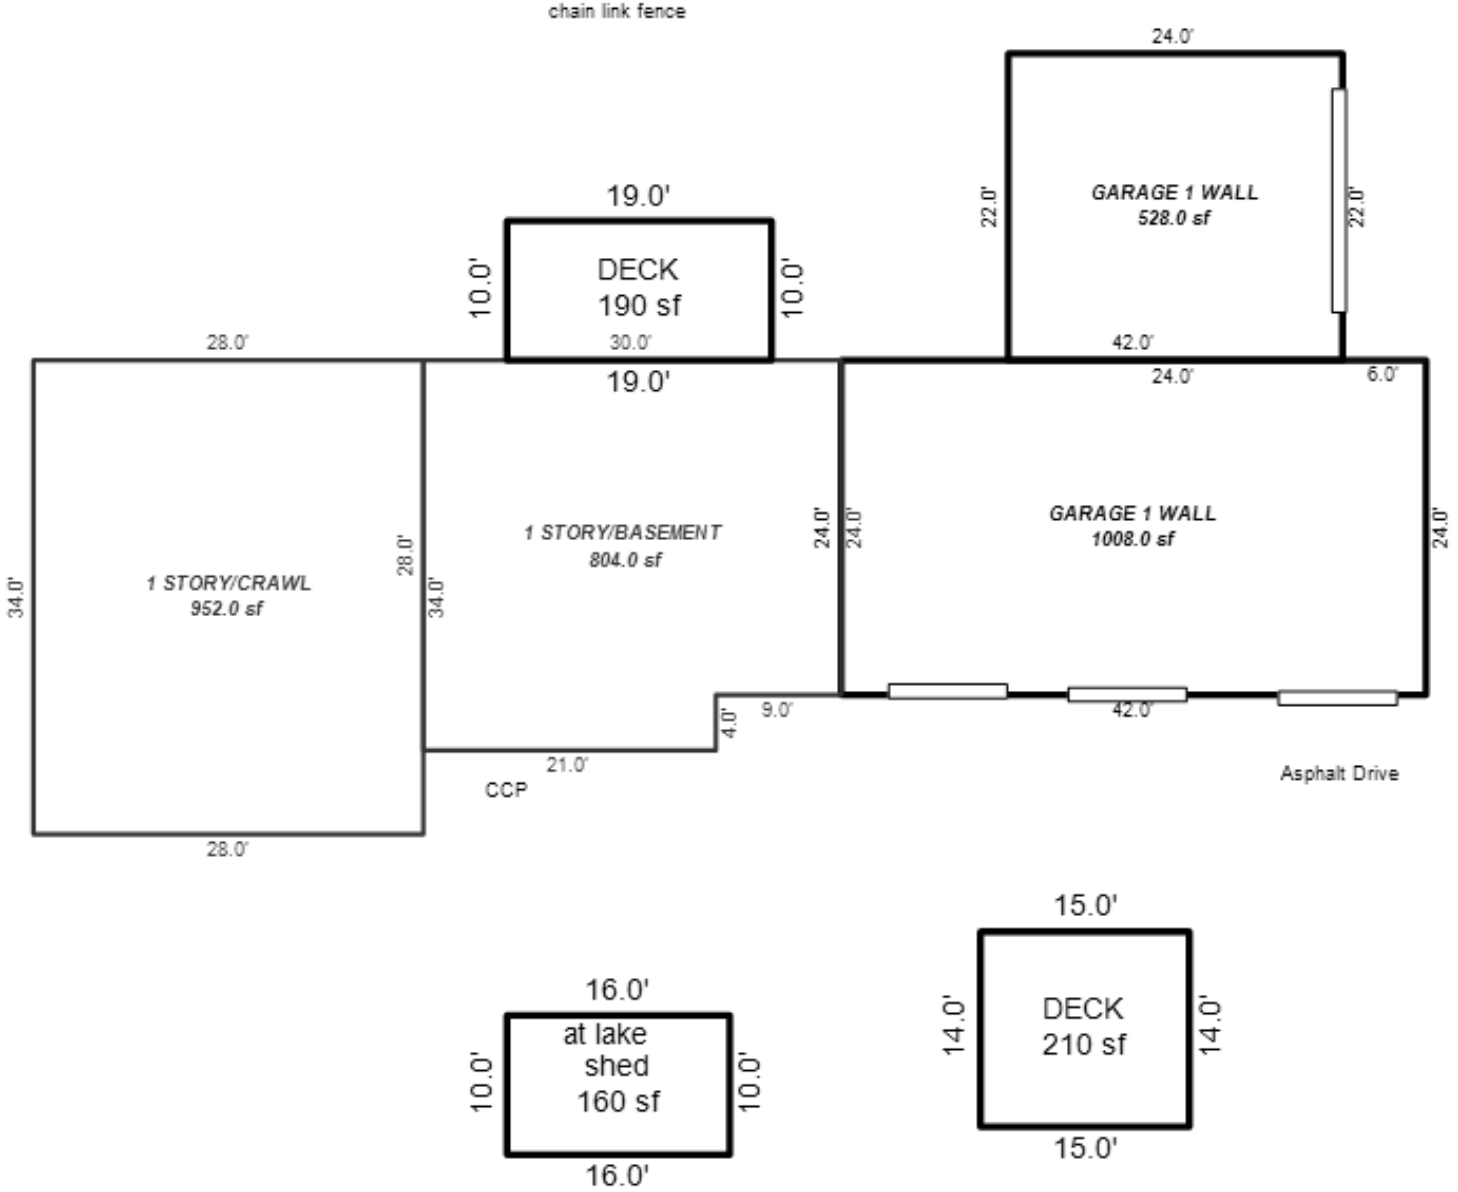 chain link fence
24.0'
22.0'
GARAGE 1 WALL
528.0 sf
22.0'
19.0'
10.0'
DECK
190 sf
10.0'
28.0'
30.0'
42.0'
19.0'
24.0'
6.0'
34.0'
1 STORY/CRAWL
952.0 sf
28.0'
34.0'
1 STORY/BASEMENT
804.0 sf
24.0'
24.0'
GARAGE 1 WALL
1008.0 sf
24.0'
4.0'
9.0'
42.0'
21.0'
CCP
Asphalt Drive
28.0'
15.0'
14.0'
DECK
210 sf
14.0'
15.0'
16.0'
10.0'
at lake
shed
160 sf
10.0'
16.0'